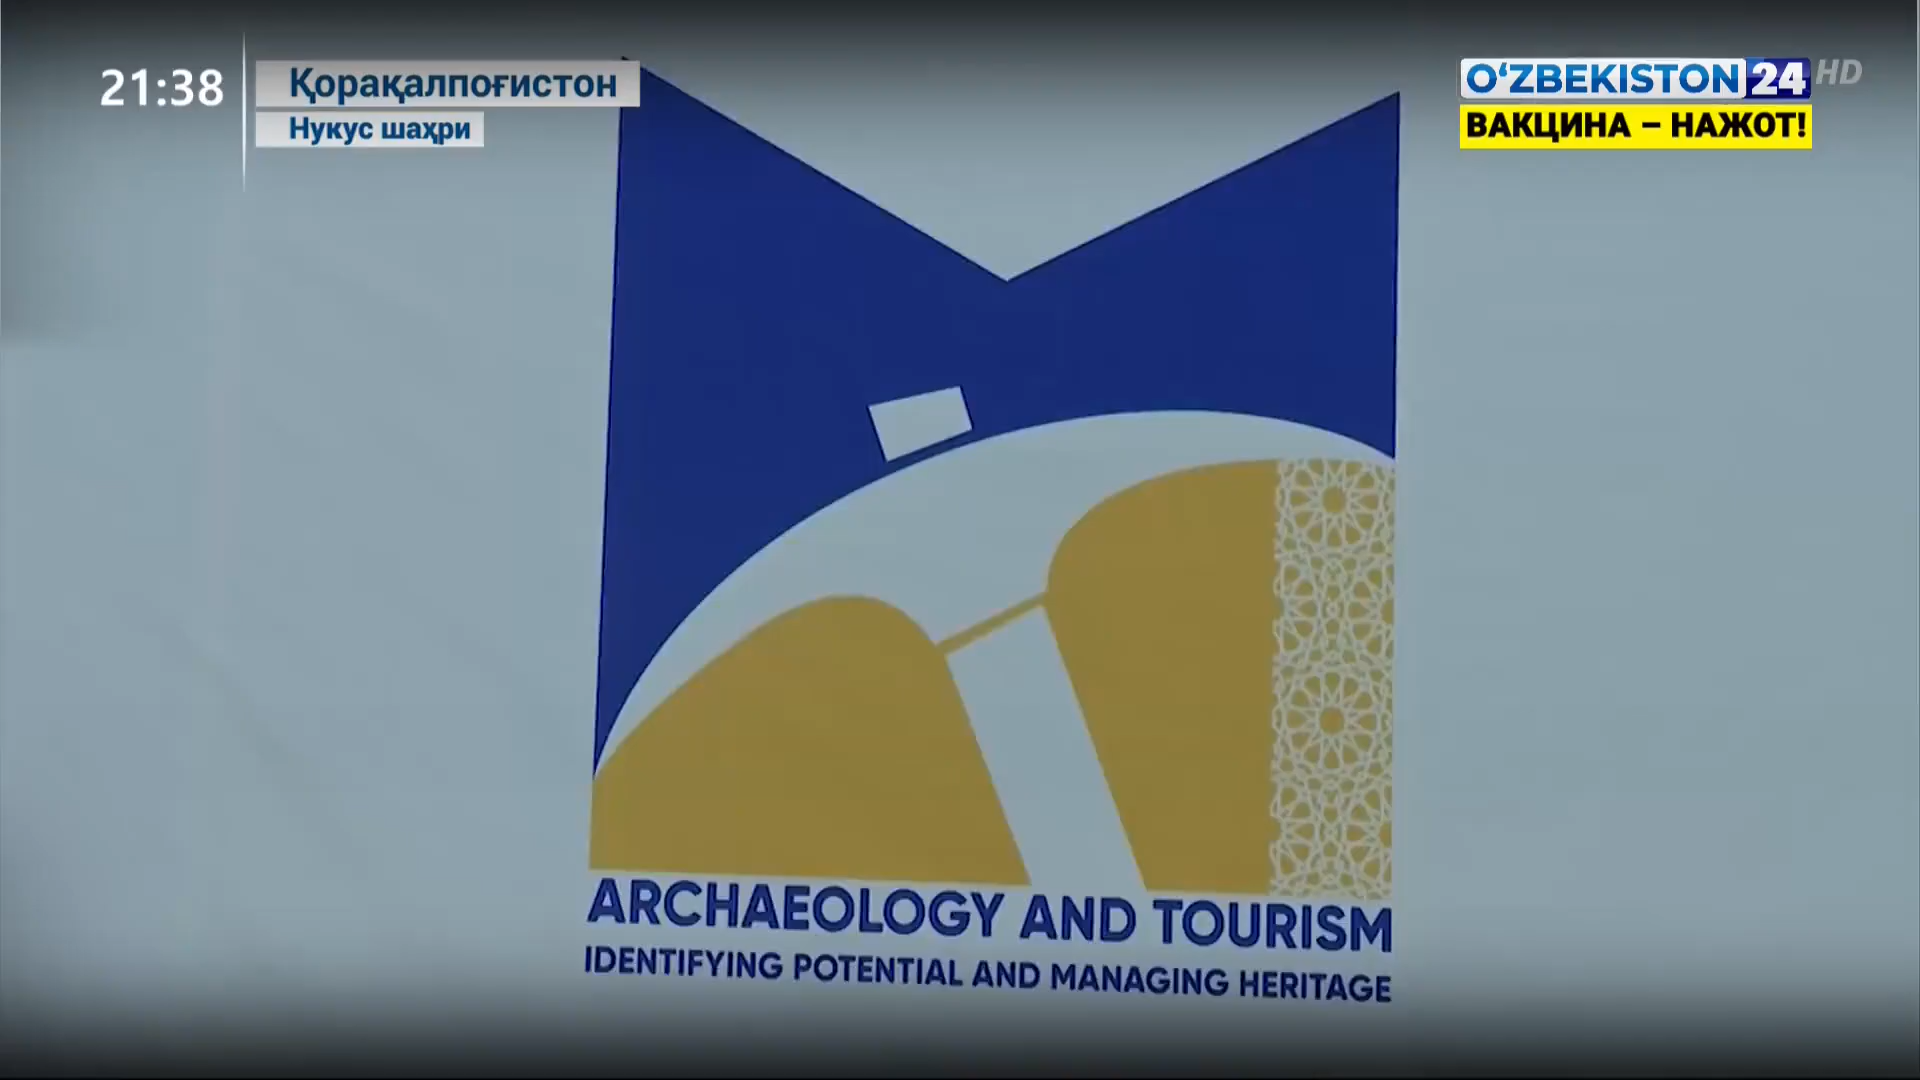 21:38
Қорақалпоғистон
Нукус шаҳри
O‘ZBEKISTON 24 HD
ВАКЦИНА – НАЖОТ!
ARCHAEOLOGY AND TOURISM
IDENTIFYING POTENTIAL AND MANAGING HERITAGE